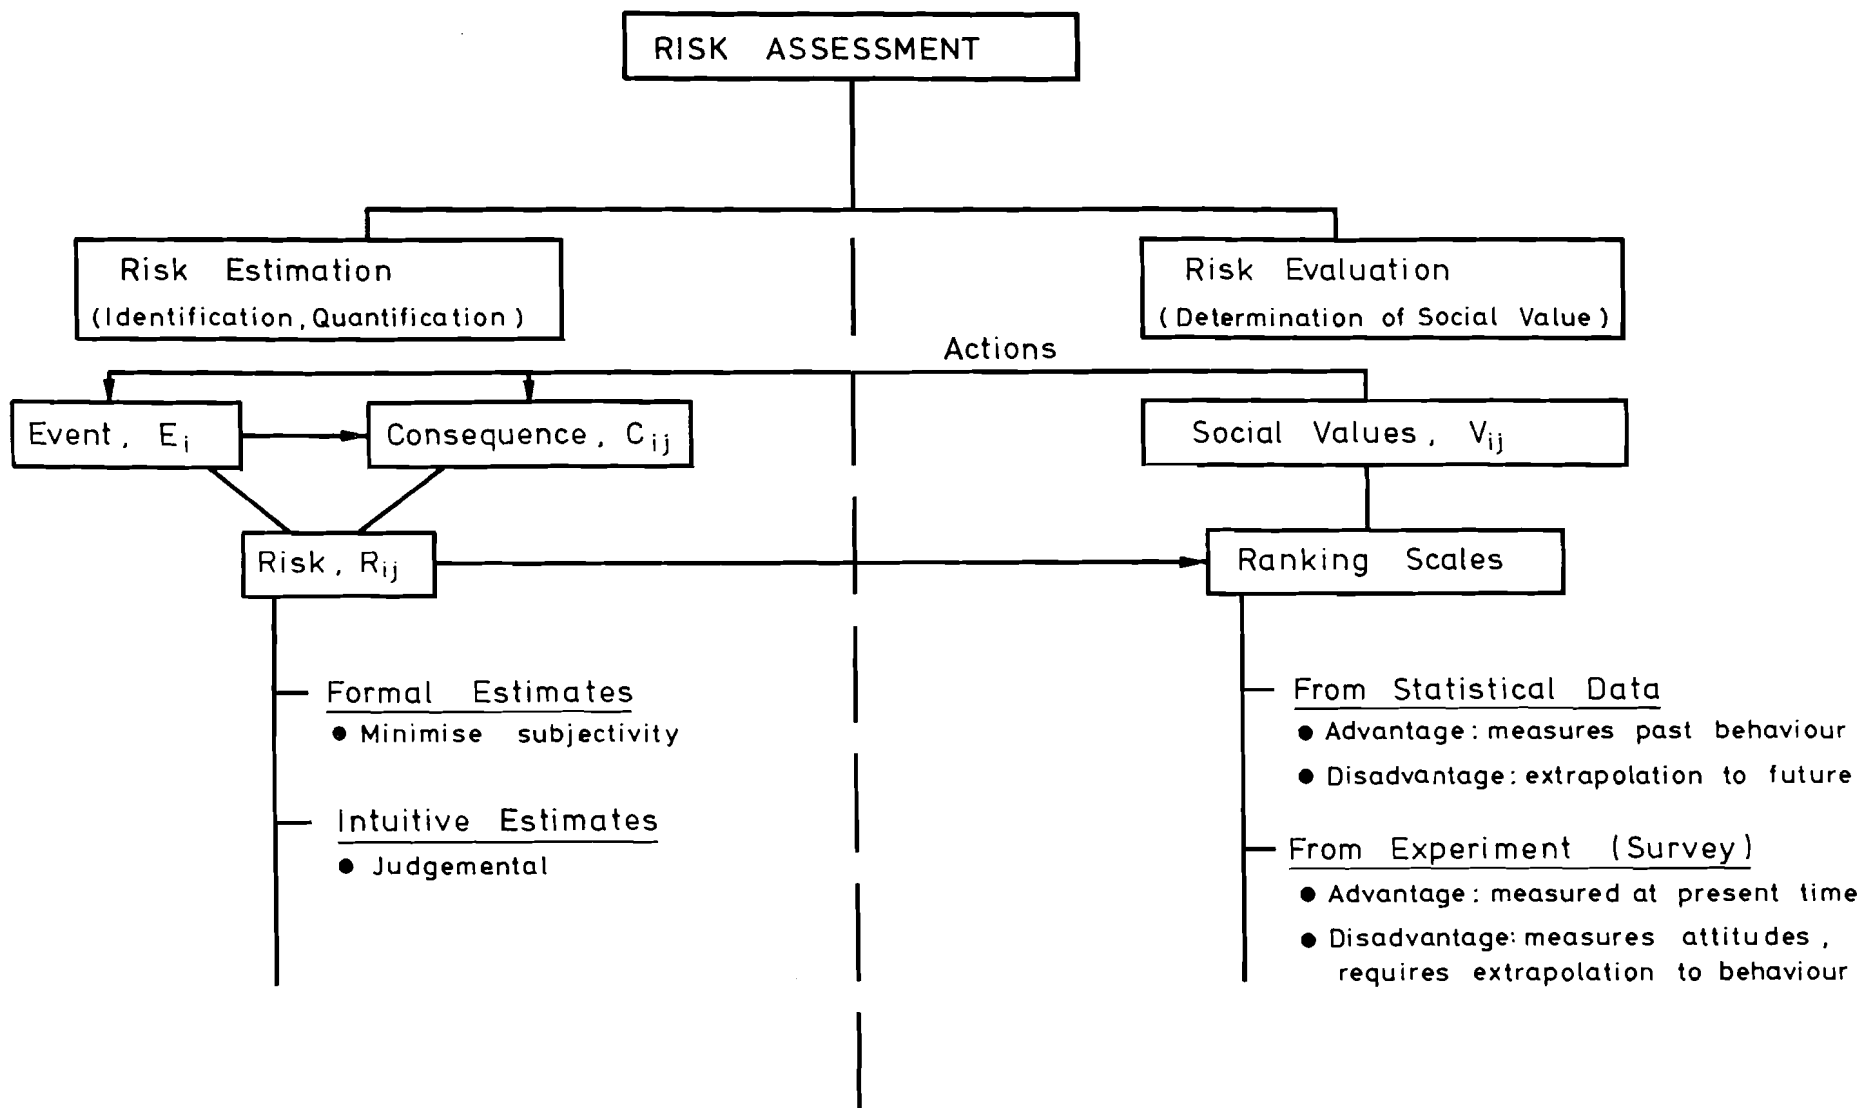 RISK ASSESSMENT
Risk Estimation
(Identification, Quantification)
Risk Evaluation
(Determination of Social Value)
Actions
Event, Eᵢ
Consequence, Cᵢⱼ
Social Values, Vᵢⱼ
Risk, Rᵢⱼ
Ranking Scales
Formal Estimates
● Minimise subjectivity
Intuitive Estimates
● Judgemental
From Statistical Data
● Advantage: measures past behaviour
● Disadvantage: extrapolation to future
From Experiment (Survey)
● Advantage: measured at present time
● Disadvantage: measures attitudes,
requires extrapolation to behaviour